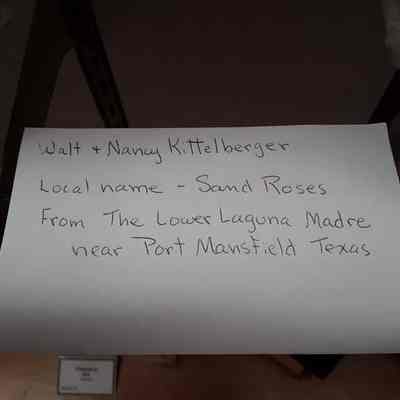 Walt + Nancy Kittelberger
Local name - Sand Roses
From The Lower Laguna Madre
near Port Mansfield Texas